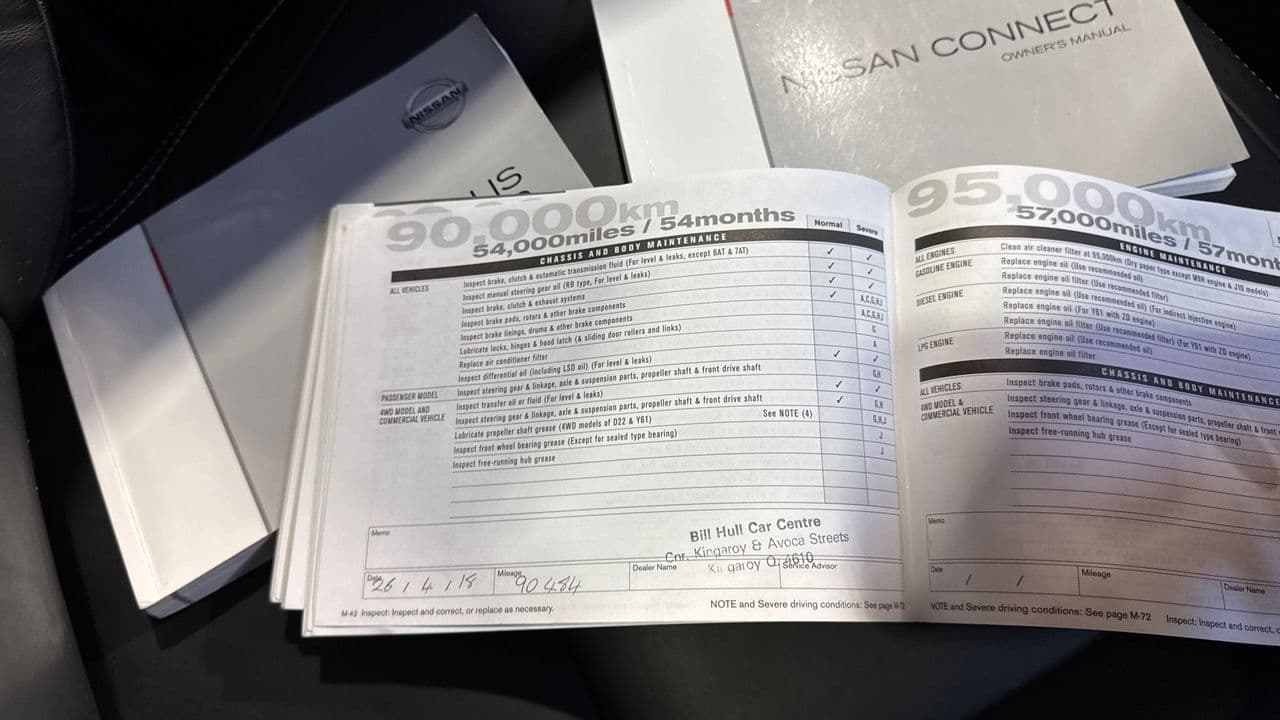 NISSAN
NISSAN CONNECT
OWNER'S MANUAL
90,000km
54,000miles / 54months
Normal
Severe
CHASSIS AND BODY MAINTENANCE
ALL VEHICLES
Inspect brake, clutch & automatic transmission fluid (For level & leaks, except 6AT & 7AT) ✓ ✓
Inspect manual steering gear oil (RB type, For level & leaks) ✓ ✓
Inspect brake, clutch & exhaust systems ✓ ✓
Inspect brake pads, rotors & other brake components ✓ A,C,G,H,I
Inspect brake linings, drums & other brake components A,C,G,H,I
Lubricate locks, hinges & hood latch (& sliding door rollers and links) G
Replace air conditioner filter A
Inspect differential oil (including LSD oil) (For level & leaks) ✓ ✓
PASSENGER MODEL
Inspect steering gear & linkage, axle & suspension parts, propeller shaft & front drive shaft G,H
4WD MODEL AND
COMMERCIAL VEHICLE
Inspect transfer oil or fluid (For level & leaks) ✓ ✓
Inspect steering gear & linkage, axle & suspension parts, propeller shaft & front drive shaft ✓ G,H
Lubricate propeller shaft grease (4WD models of D22 & Y61) See NOTE (4) G,H,J
Inspect front wheel bearing grease (Except for sealed type bearing) J
Inspect free-running hub grease J
Memo
Bill Hull Car Centre
Cnr. Kingaroy & Avoca Streets
Date 26 / 4 / 18
Mileage 90484
Dealer Name
Service Advisor
M-42 Inspect: Inspect and correct, or replace as necessary.
NOTE and Severe driving conditions: See page M-72
95,000km
57,000miles / 57mont
ENGINE MAINTENANCE
ALL ENGINES
Clean air cleaner filter at 95,000km (Dry paper type except M9R engine & J10 models)
GASOLINE ENGINE
Replace engine oil (Use recommended oil)
Replace engine oil filter (Use recommended filter)
DIESEL ENGINE
Replace engine oil (Use recommended oil) (For indirect injection engine)
Replace engine oil (For Y61 with ZD engine)
Replace engine oil filter (Use recommended filter) (For Y61 with ZD engine)
LPG ENGINE
Replace engine oil (Use recommended oil)
Replace engine oil filter
CHASSIS AND BODY MAINTENANCE
ALL VEHICLES
Inspect brake pads, rotors & other brake components
4WD MODEL &
COMMERCIAL VEHICLE
Inspect steering gear & linkage, axle & suspension parts, propeller shaft & front
Inspect front wheel bearing grease (Except for sealed type bearing)
Inspect free-running hub grease
Memo
Date / /
Mileage
Dealer Name
NOTE and Severe driving conditions: See page M-72
Inspect: Inspect and correct,